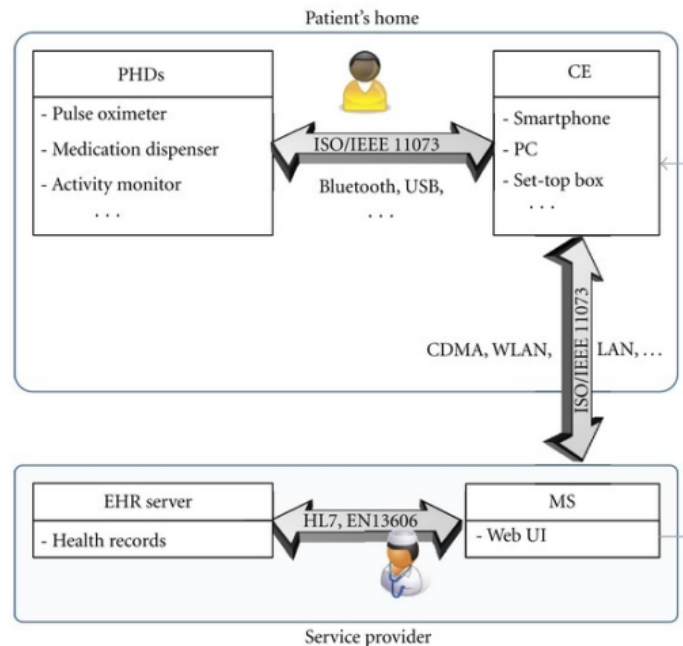 Patient's home
PHDs
- Pulse oximeter
- Medication dispenser
- Activity monitor
. . .
ISO/IEEE 11073
Bluetooth, USB,
. . .
CE
- Smartphone
- PC
- Set-top box
. . .
CDMA, WLAN,
ISO/IEEE 11073
LAN, . . .
EHR server
- Health records
HL7, EN13606
MS
- Web UI
Service provider